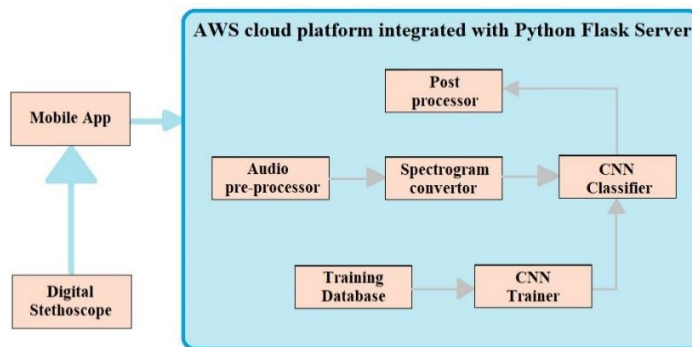 AWS cloud platform integrated with Python Flask Server
Post
processor
Mobile App
Audio
pre-processor
Spectrogram
convertor
CNN
Classifier
Digital
Stethoscope
Training
Database
CNN
Trainer